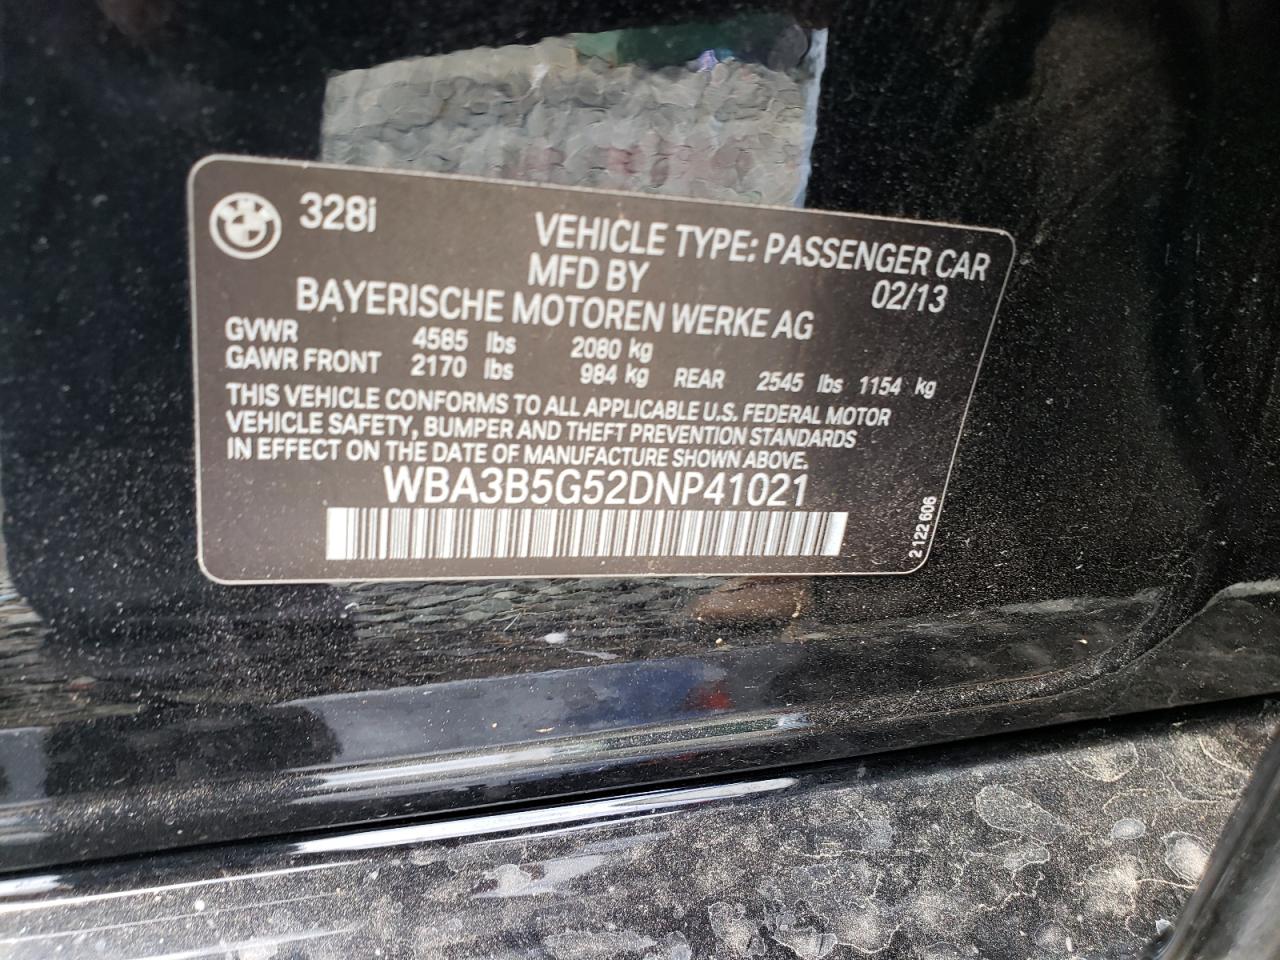 328i
VEHICLE TYPE: PASSENGER CAR
MFD BY 02/13
BAYERISCHE MOTOREN WERKE AG
GVWR 4585 lbs 2080 kg
GAWR FRONT 2170 lbs 984 kg REAR 2545 lbs 1154 kg
THIS VEHICLE CONFORMS TO ALL APPLICABLE U.S. FEDERAL MOTOR
VEHICLE SAFETY, BUMPER AND THEFT PREVENTION STANDARDS
IN EFFECT ON THE DATE OF MANUFACTURE SHOWN ABOVE.
WBA3B5G52DNP41021
2 122 606